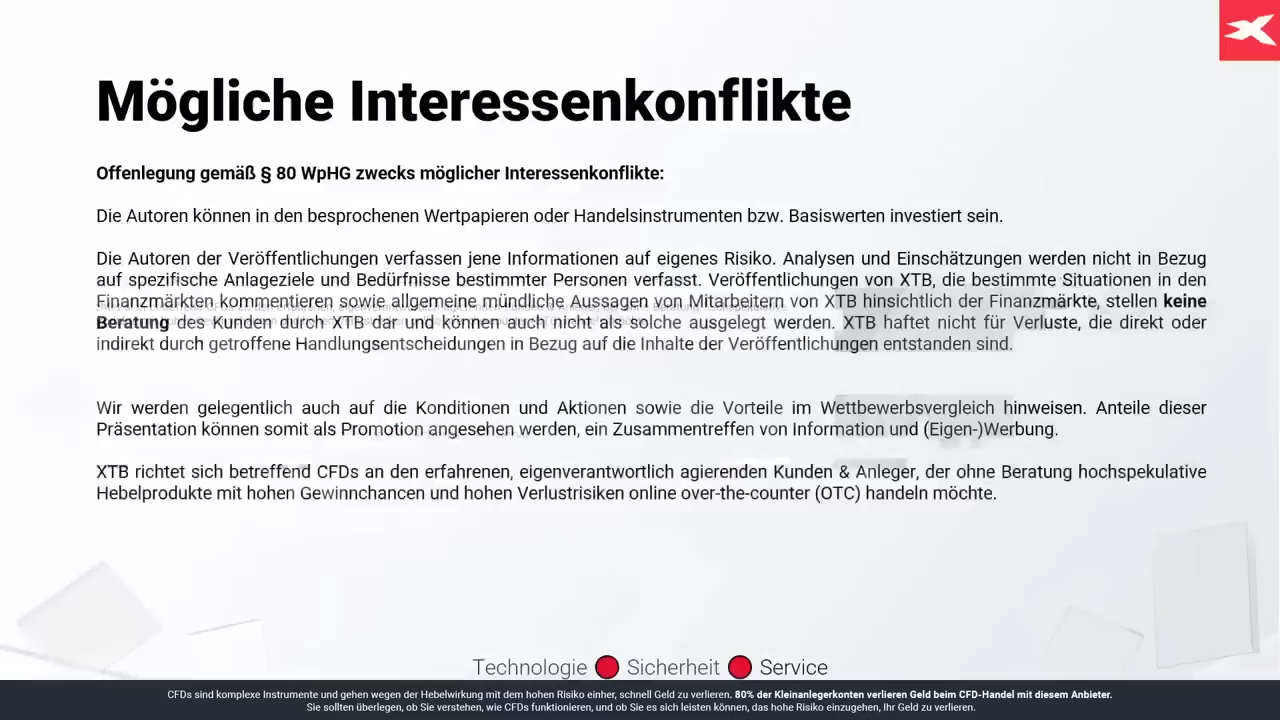 Mögliche Interessenkonflikte
Offenlegung gemäß § 80 WpHG zwecks möglicher Interessenkonflikte:
Die Autoren können in den besprochenen Wertpapieren oder Handelsinstrumenten bzw. Basiswerten investiert sein.
Die Autoren der Veröffentlichungen verfassen jene Informationen auf eigenes Risiko. Analysen und Einschätzungen werden nicht in Bezug
auf spezifische Anlageziele und Bedürfnisse bestimmter Personen verfasst. Veröffentlichungen von XTB, die bestimmte Situationen in den
Finanzmärkten kommentieren sowie allgemeine mündliche Aussagen von Mitarbeitern von XTB hinsichtlich der Finanzmärkte, stellen keine
Beratung des Kunden durch XTB dar und können auch nicht als solche ausgelegt werden. XTB haftet nicht für Verluste, die direkt oder
indirekt durch getroffene Handlungsentscheidungen in Bezug auf die Inhalte der Veröffentlichungen entstanden sind.
Wir werden gelegentlich auch auf die Konditionen und Aktionen sowie die Vorteile im Wettbewerbsvergleich hinweisen. Anteile dieser
Präsentation können somit als Promotion angesehen werden, ein Zusammentreffen von Information und (Eigen-)Werbung.
XTB richtet sich betreffend CFDs an den erfahrenen, eigenverantwortlich agierenden Kunden & Anleger, der ohne Beratung hochspekulative
Hebelprodukte mit hohen Gewinnchancen und hohen Verlustrisiken online over-the-counter (OTC) handeln möchte.
Technologie Sicherheit Service
CFDs sind komplexe Instrumente und gehen wegen der Hebelwirkung mit dem hohen Risiko einher, schnell Geld zu verlieren. 80% der Kleinanlegerkonten verlieren Geld beim CFD-Handel mit diesem Anbieter.
Sie sollten überlegen, ob Sie verstehen, wie CFDs funktionieren, und ob Sie es sich leisten können, das hohe Risiko einzugehen, Ihr Geld zu verlieren.